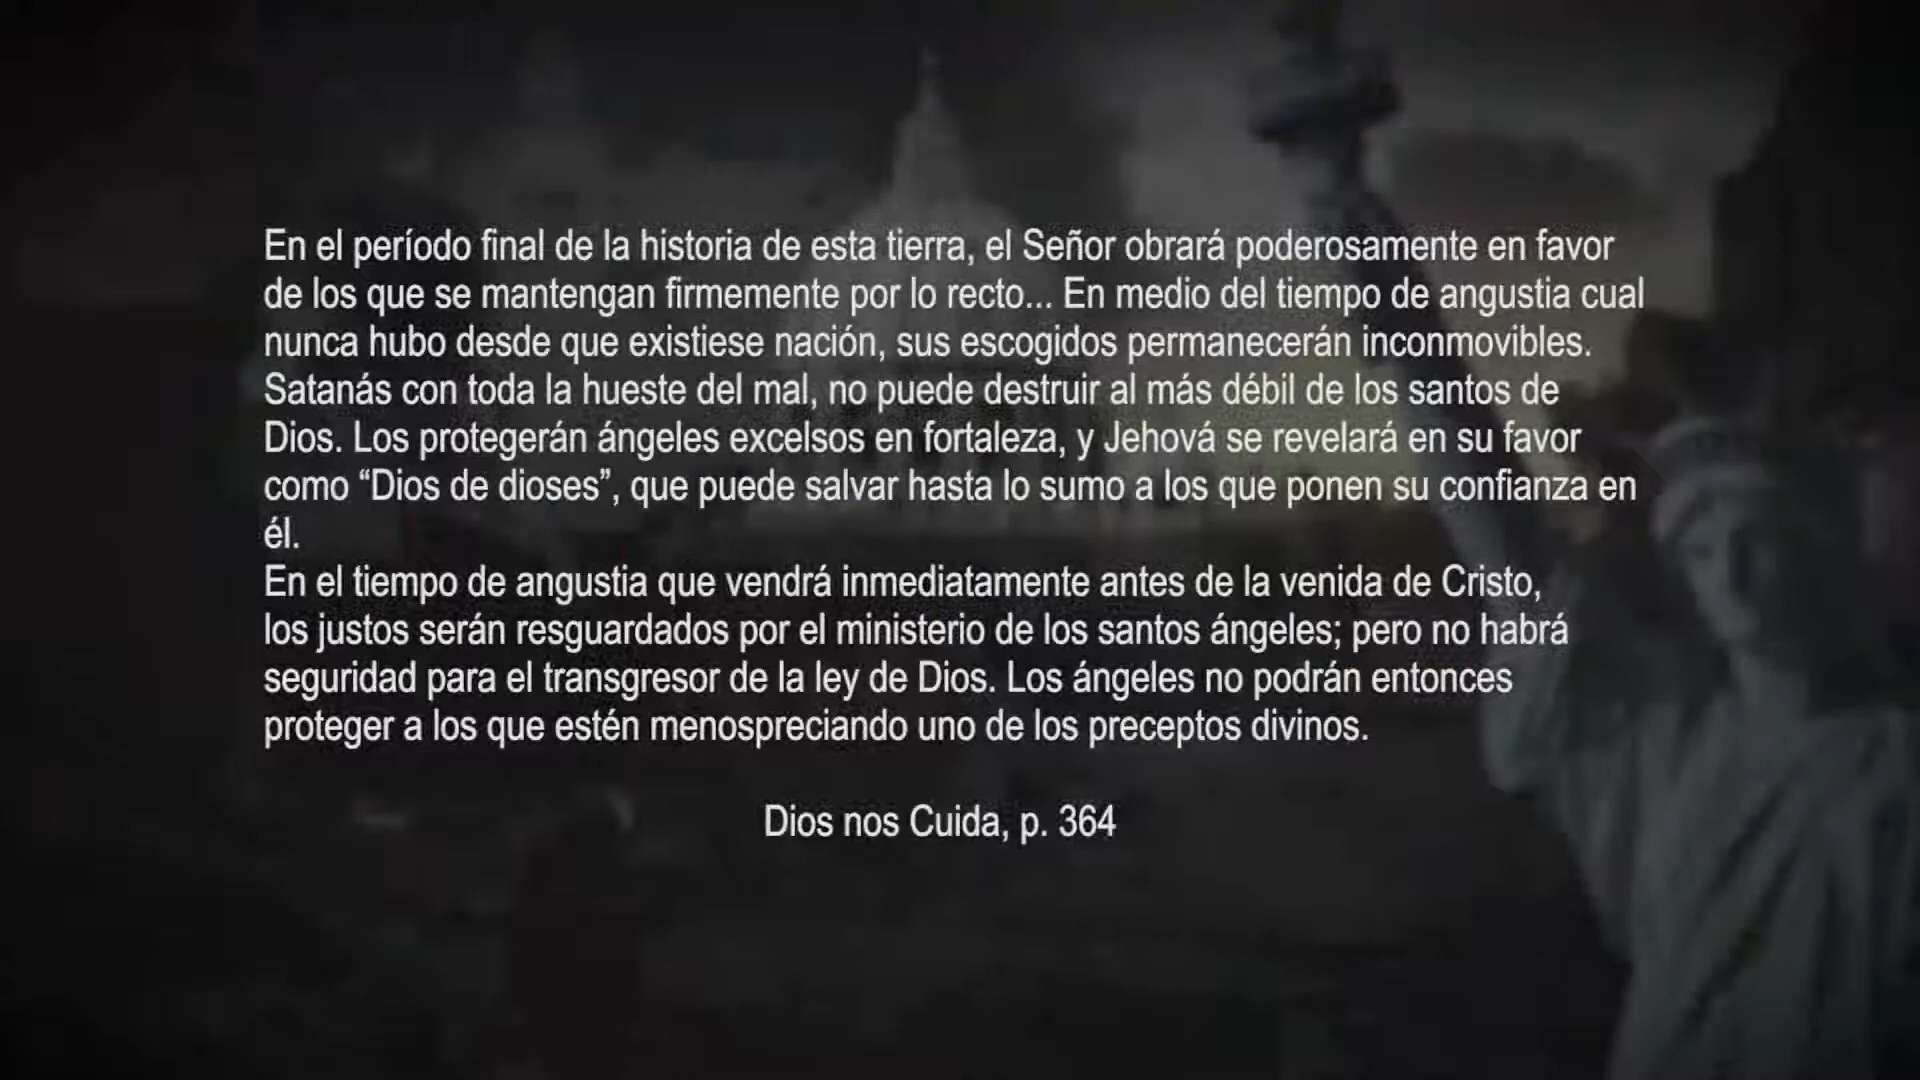 En el período final de la historia de esta tierra, el Señor obrará poderosamente en favor
de los que se mantengan firmemente por lo recto... En medio del tiempo de angustia cual
nunca hubo desde que existiese nación, sus escogidos permanecerán inconmovibles.
Satanás con toda la hueste del mal, no puede destruir al más débil de los santos de
Dios. Los protegerán ángeles excelsos en fortaleza, y Jehová se revelará en su favor
como “Dios de dioses”, que puede salvar hasta lo sumo a los que ponen su confianza en
él.
En el tiempo de angustia que vendrá inmediatamente antes de la venida de Cristo,
los justos serán resguardados por el ministerio de los santos ángeles; pero no habrá
seguridad para el transgresor de la ley de Dios. Los ángeles no podrán entonces
proteger a los que estén menospreciando uno de los preceptos divinos.
Dios nos Cuida, p. 364